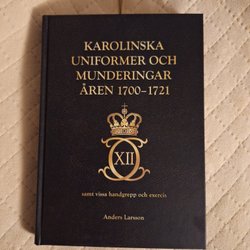 KAROLINSKA
UNIFORMER OCH
MUNDERINGAR
ÅREN 1700–1721
XII
samt vissa handgrepp och exercis
Anders Larsson